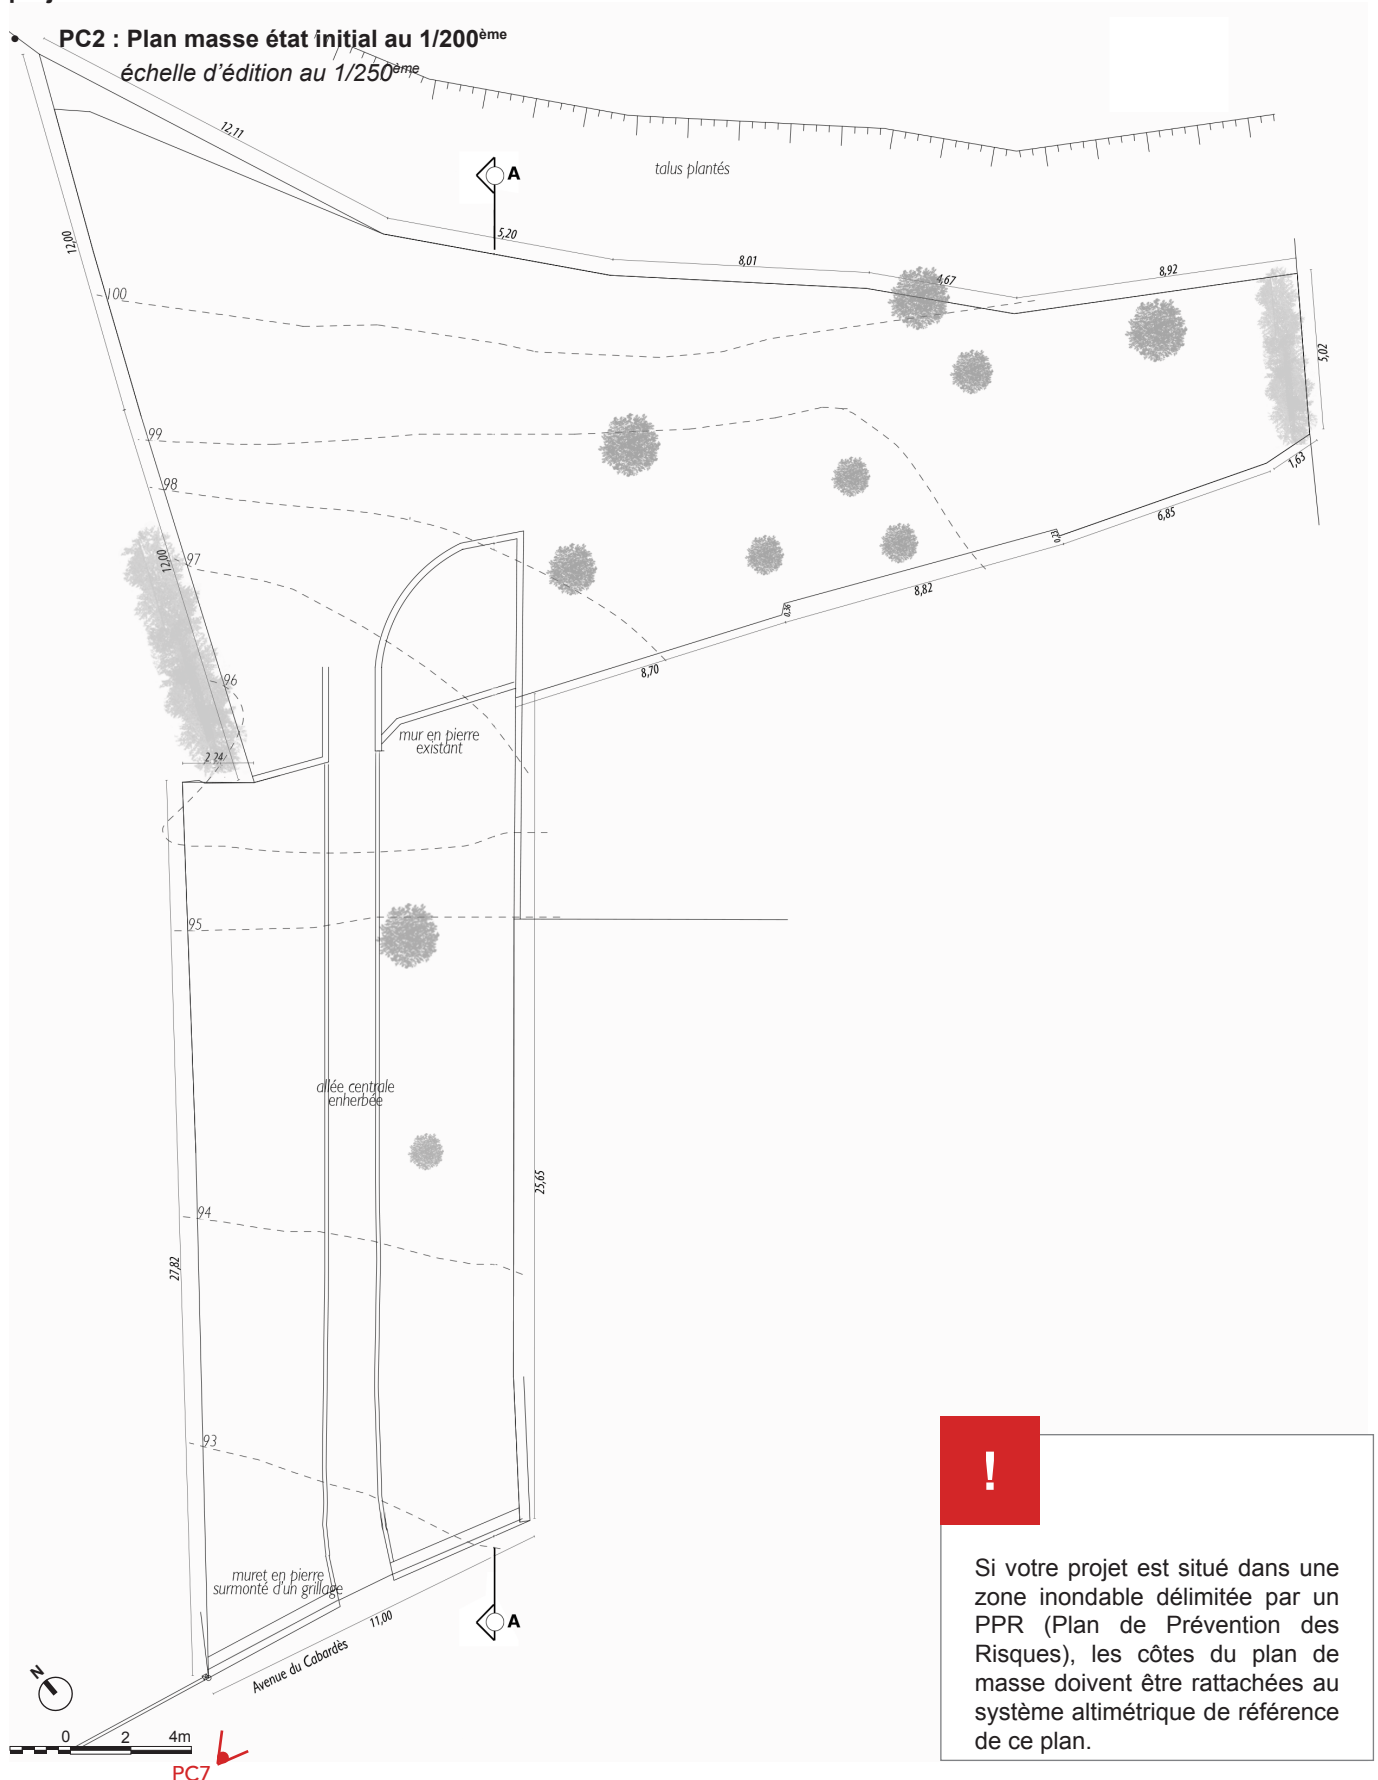 • PC2 : Plan masse état initial au 1/200ème
échelle d'édition au 1/250ème
12,11
A
talus plantés
12,00
5,20
8,01
4,67
8,92
100
5,02
99
1,63
98
6,85
12,00
97
0,20
8,82
0,36
8,70
96
mur en pierre
existant
2,24
95
allée centrale
enherbée
25,65
94
27,82
93
muret en pierre
surmonté d'un grillage
11,00
A
Avenue du Cabardès
N
0 2 4m
PC7
!
Si votre projet est situé dans une
zone inondable délimitée par un
PPR (Plan de Prévention des
Risques), les côtes du plan de
masse doivent être rattachées au
système altimétrique de référence
de ce plan.